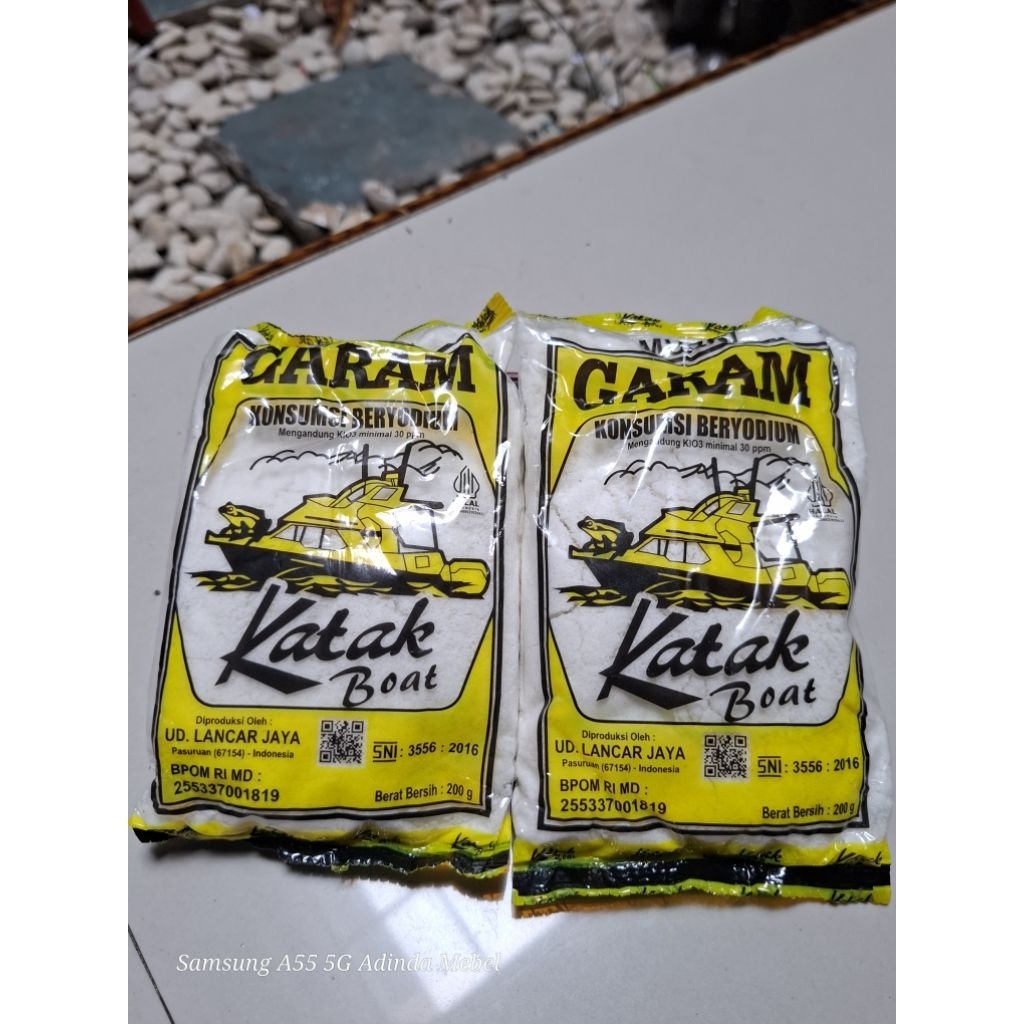 GARAM
KONSUMSI BERYODIUM
Mengandung KIO3 minimal 30 ppm
HALAL
Katak
Boat
Diproduksi Oleh :
UD. LANCAR JAYA
Pasuruan (67154) - Indonesia
SNI : 3556 : 2016
BPOM RI MD :
255337001819
Berat Bersih : 200 g
GARAM
KONSUMSI BERYODIUM
Mengandung KIO3 minimal 30 ppm
HALAL
Katak
Boat
Diproduksi Oleh :
UD. LANCAR JAYA
Pasuruan (67154) - Indonesia
SNI : 3556 : 2016
BPOM RI MD :
255337001819
Berat Bersih : 200 g
Katak
Samsung A55 5G Adinda Mebel